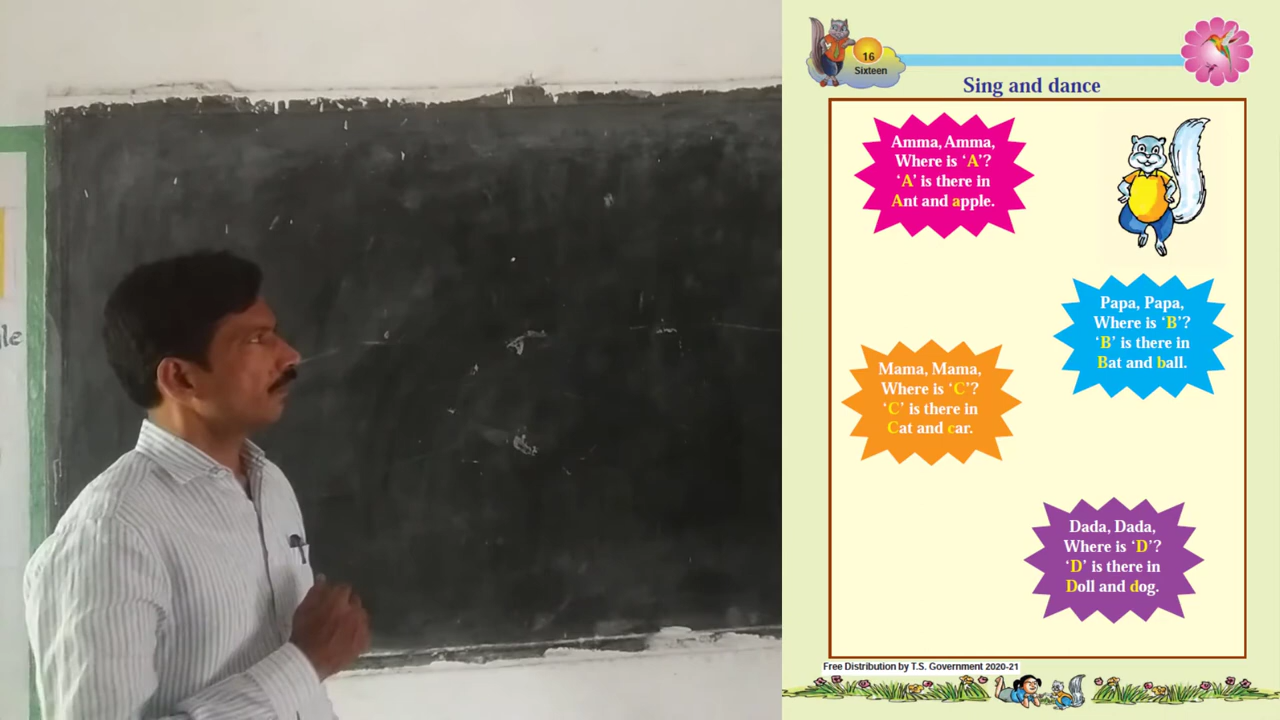 16
Sixteen
Sing and dance
Amma, Amma,
Where is ‘A’?
‘A’ is there in
Ant and apple.
Papa, Papa,
Where is ‘B’?
‘B’ is there in
Bat and ball.
Mama, Mama,
Where is ‘C’?
‘C’ is there in
Cat and car.
Dada, Dada,
Where is ‘D’?
‘D’ is there in
Doll and dog.
Free Distribution by T.S. Government 2020-21